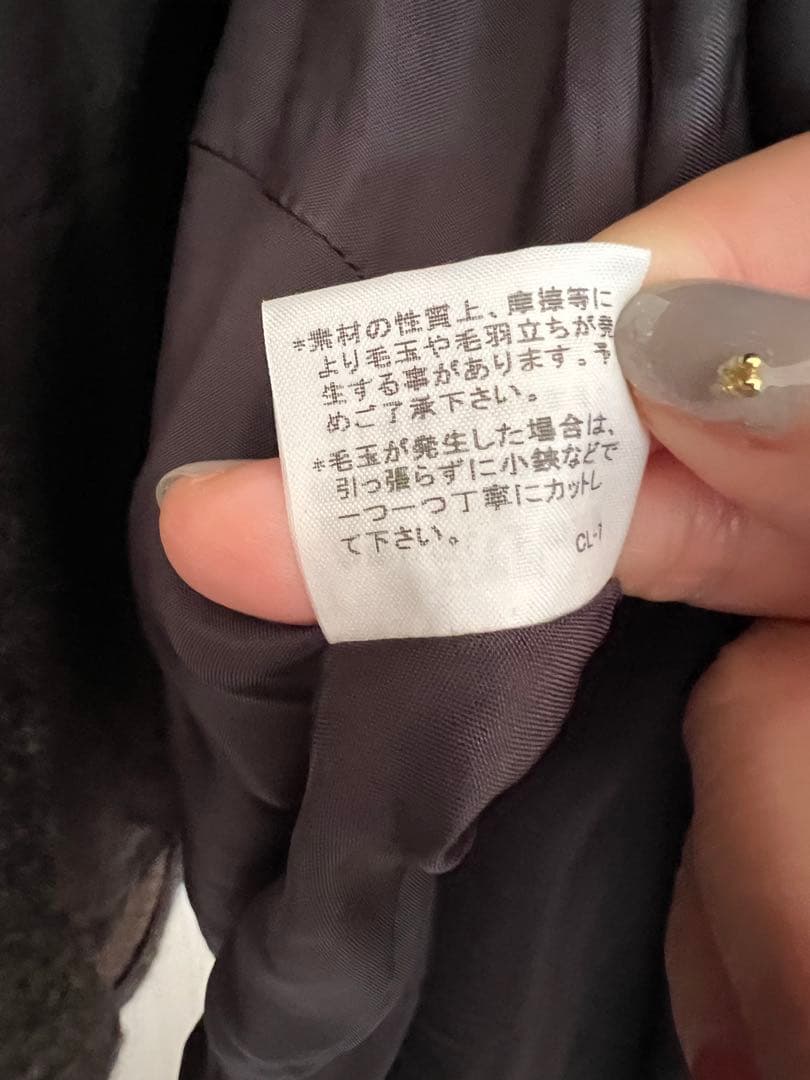 *素材の性質上、摩擦等に
より毛玉や毛羽立ちが発
生する事があります。予
めご了承下さい。
*毛玉が発生した場合は、
引っ張らずに小鋏などで
一つ一つ丁寧にカットし
て下さい。
CL-1